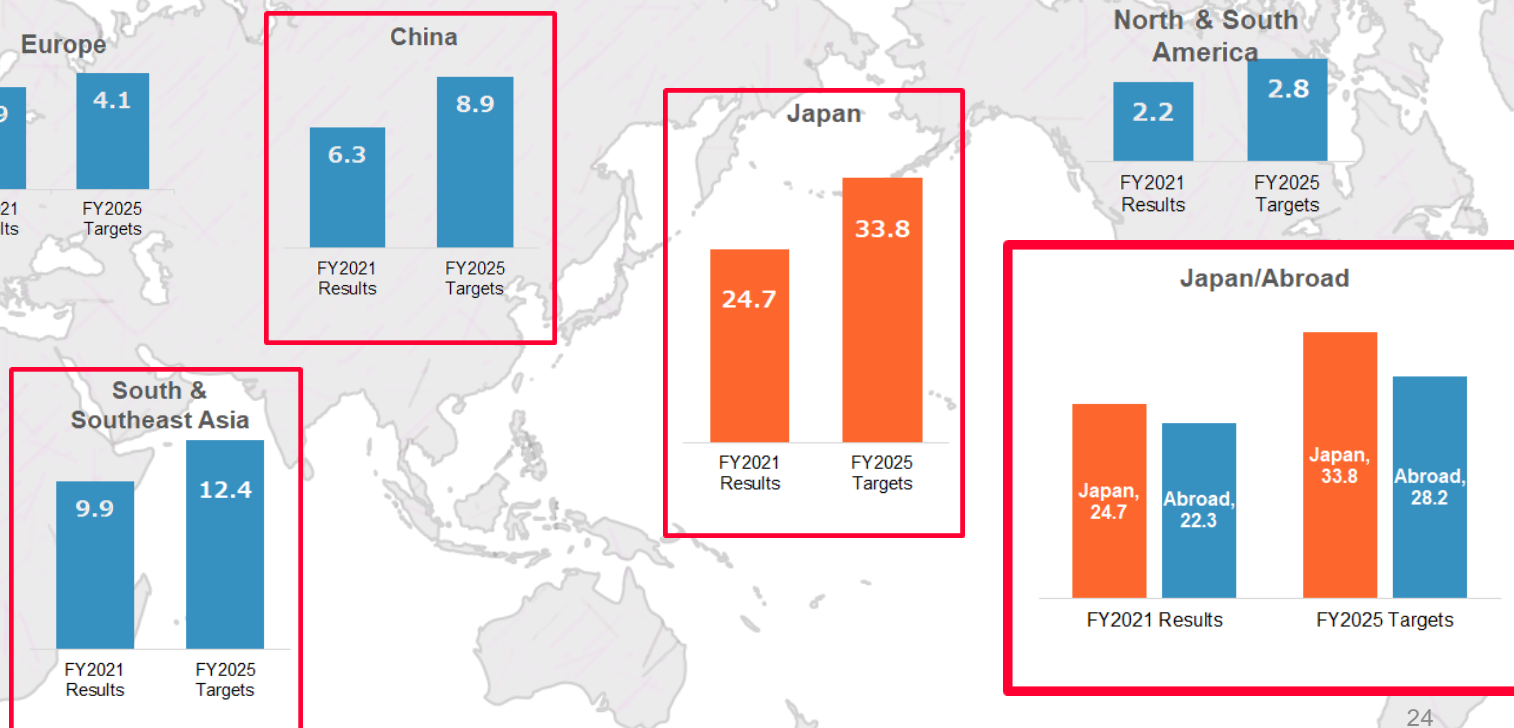 Europe
4.1
9
21
lts
FY2025
Targets
China
6.3
8.9
FY2021
Results
FY2025
Targets
Japan
24.7
33.8
FY2021
Results
FY2025
Targets
North & South
America
2.2
2.8
FY2021
Results
FY2025
Targets
South &
Southeast Asia
9.9
12.4
FY2021
Results
FY2025
Targets
Japan/Abroad
Japan,
24.7
Abroad,
22.3
Japan,
33.8
Abroad,
28.2
FY2021 Results
FY2025 Targets
24